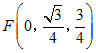 F(0, √3/4, 3/4)